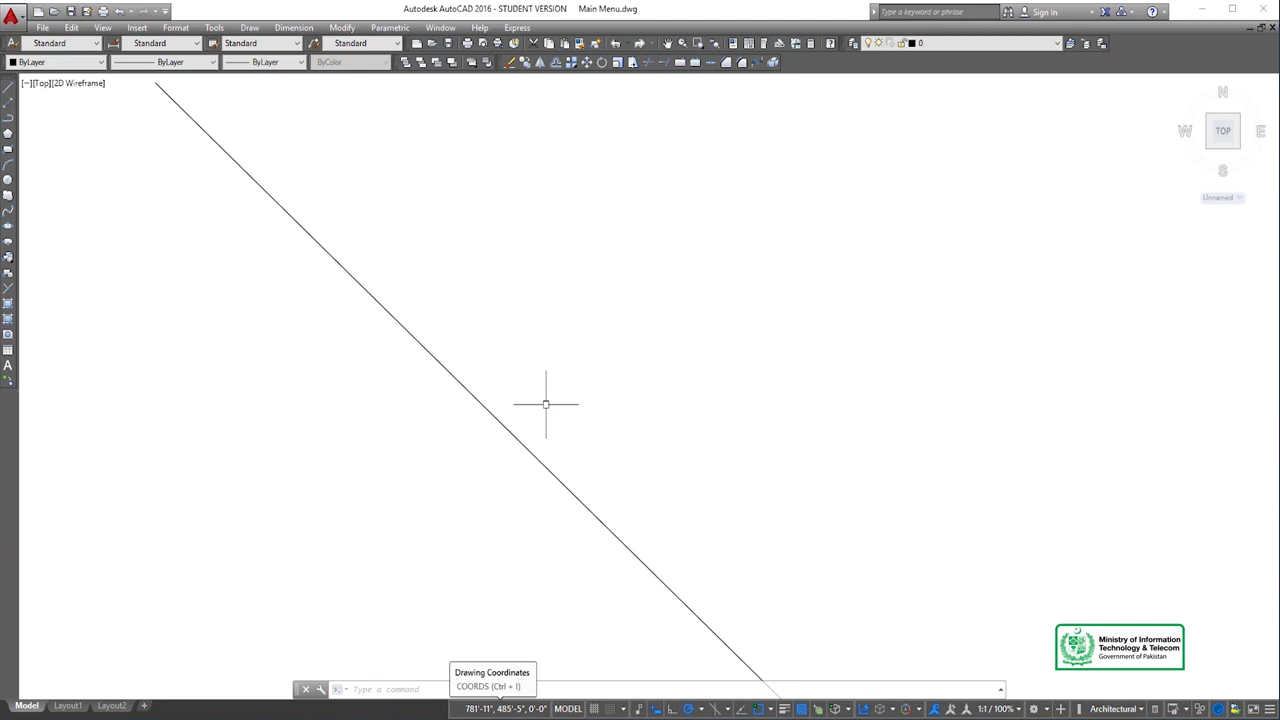 Autodesk AutoCAD 2016 - STUDENT VERSION Main Menu.dwg
Type a keyword or phrase
Sign In
File Edit View Insert Format Tools Draw Dimension Modify Parametric Window Help Express
Standard Standard Standard Standard 0
ByLayer ByLayer ByLayer ByColor
[−][Top][2D Wireframe]
N
W TOP E
S
Unnamed
Ministry of Information
Technology & Telecom
Government of Pakistan
Drawing Coordinates
COORDS (Ctrl + I)
Type a command
Model Layout1 Layout2 +
781'-11", 485'-5", 0'-0" MODEL 1:1 / 100% Architectural